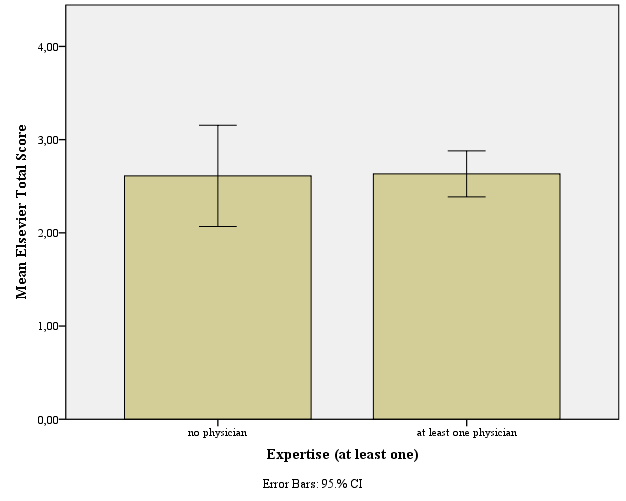 Mean Elsevier Total Score
4,00
3,00
2,00
1,00
0,00
no physician
at least one physician
Expertise (at least one)
Error Bars: 95.% CI